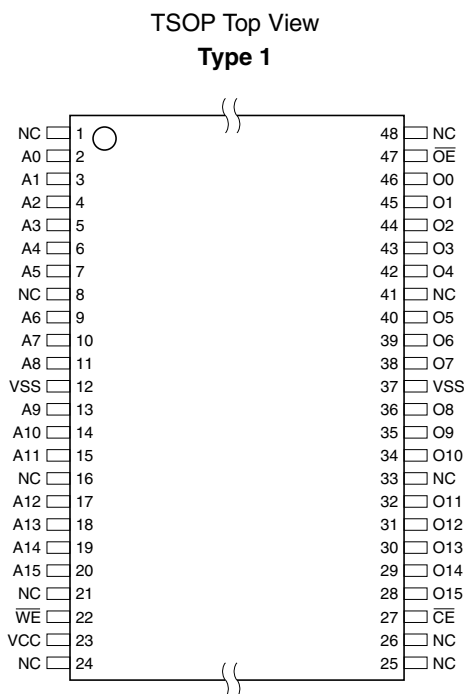 TSOP Top View
Type 1
NC 1 48 NC
A0 2 47 O̅E̅
A1 3 46 O0
A2 4 45 O1
A3 5 44 O2
A4 6 43 O3
A5 7 42 O4
NC 8 41 NC
A6 9 40 O5
A7 10 39 O6
A8 11 38 O7
VSS 12 37 VSS
A9 13 36 O8
A10 14 35 O9
A11 15 34 O10
NC 16 33 NC
A12 17 32 O11
A13 18 31 O12
A14 19 30 O13
A15 20 29 O14
NC 21 28 O15
W̅E̅ 22 27 C̅E̅
VCC 23 26 NC
NC 24 25 NC